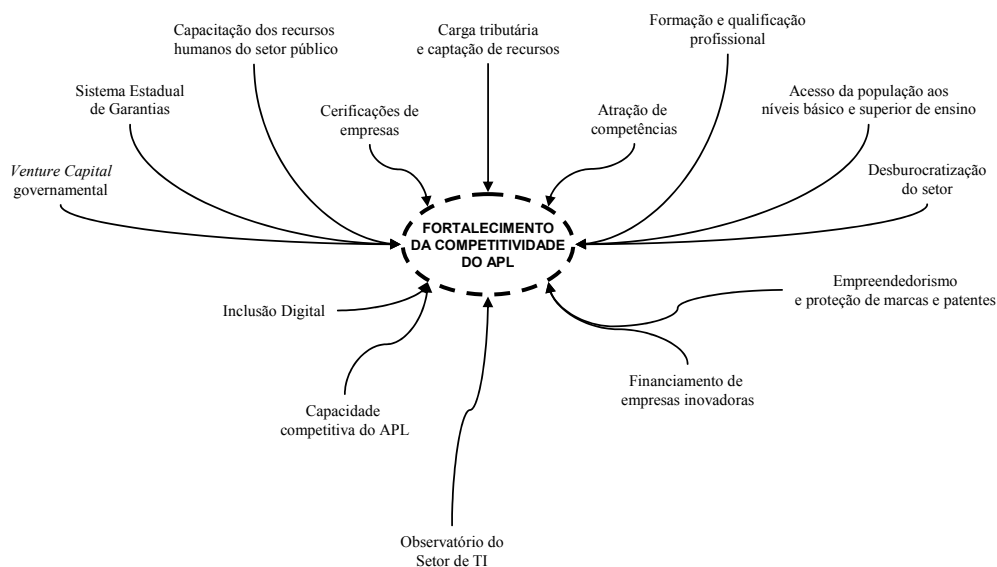 Capacitação dos recursos
humanos do setor público
Carga tributária
e captação de recursos
Formação e qualificação
profissional
Sistema Estadual
de Garantias
Cerificações de
empresas
Atração de
competências
Acesso da população aos
níveis básico e superior de ensino
Venture Capital
governamental
Desburocratização
do setor
FORTALECIMENTO
DA COMPETITIVIDADE
DO APL
Inclusão Digital
Empreendedorismo
e proteção de marcas e patentes
Capacidade
competitiva do APL
Financiamento de
empresas inovadoras
Observatório do
Setor de TI